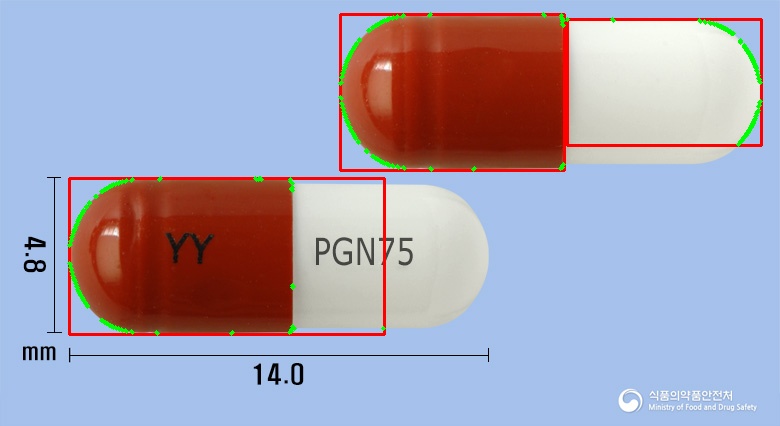 YY PGN75
4.8
mm
14.0
식품의약품안전처
Ministry of Food and Drug Safety